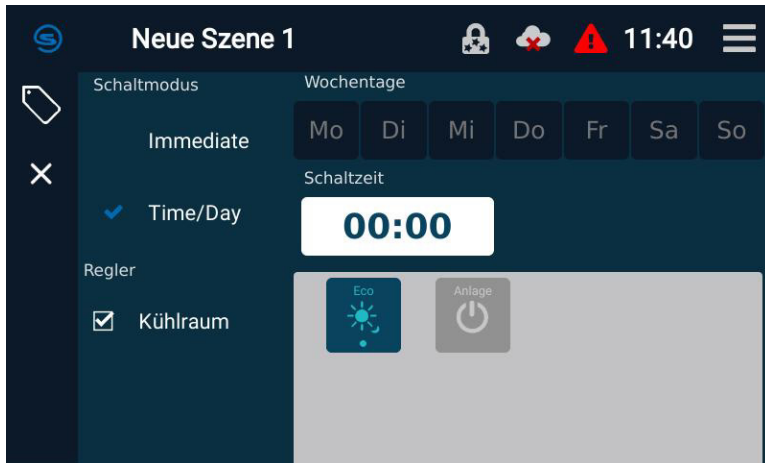 Neue Szene 1
11:40
Schaltmodus
Immediate
Time/Day
Regler
Kühlraum
Wochentage
Mo Di Mi Do Fr Sa So
Schaltzeit
00:00
Eco
Anlage